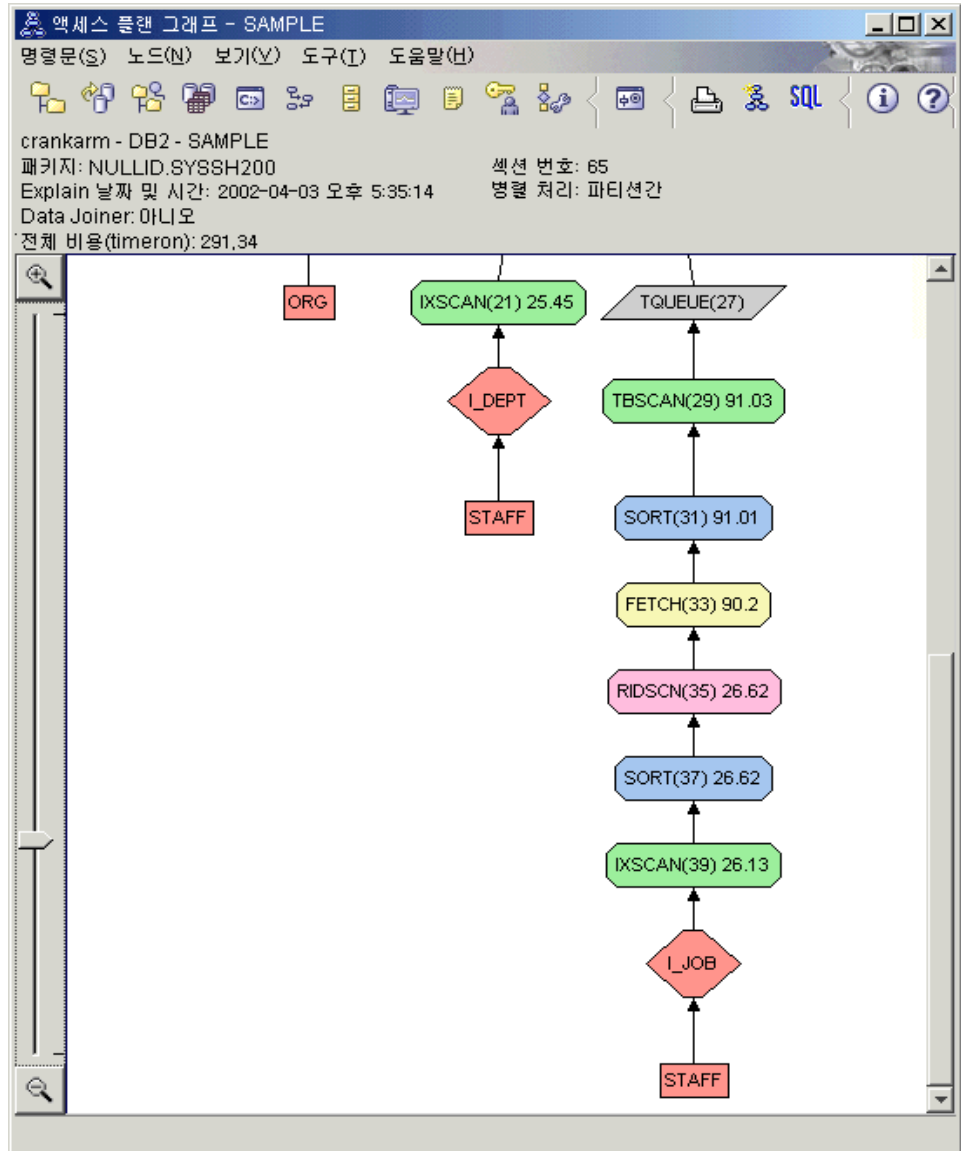 액세스 플랜 그래프 - SAMPLE
명령문(S) 노드(N) 보기(V) 도구(T) 도움말(H)
SQL
crankarm - DB2 - SAMPLE
패키지: NULLID.SYSSH200 섹션 번호: 65
Explain 날짜 및 시간: 2002-04-03 오후 5:35:14 병렬 처리: 파티션간
Data Joiner: 아니오
전체 비용(timeron): 291,34
ORG IXSCAN(21) 25.45 TQUEUE(27)
I_DEPT TBSCAN(29) 91.03
STAFF SORT(31) 91.01
FETCH(33) 90.2
RIDSCN(35) 26.62
SORT(37) 26.62
IXSCAN(39) 26.13
I_JOB
STAFF